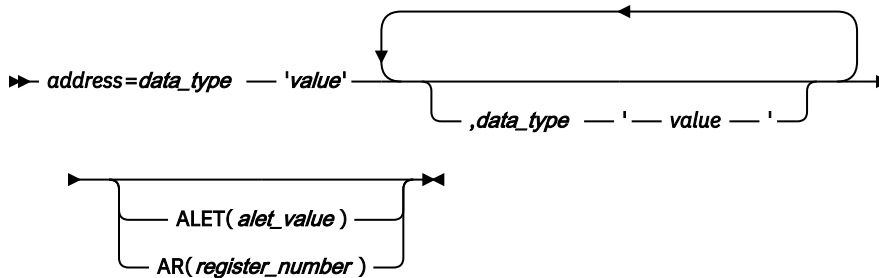 address=data_type 'value'
,data_type ' value '
ALET(alet_value)
AR(register_number)